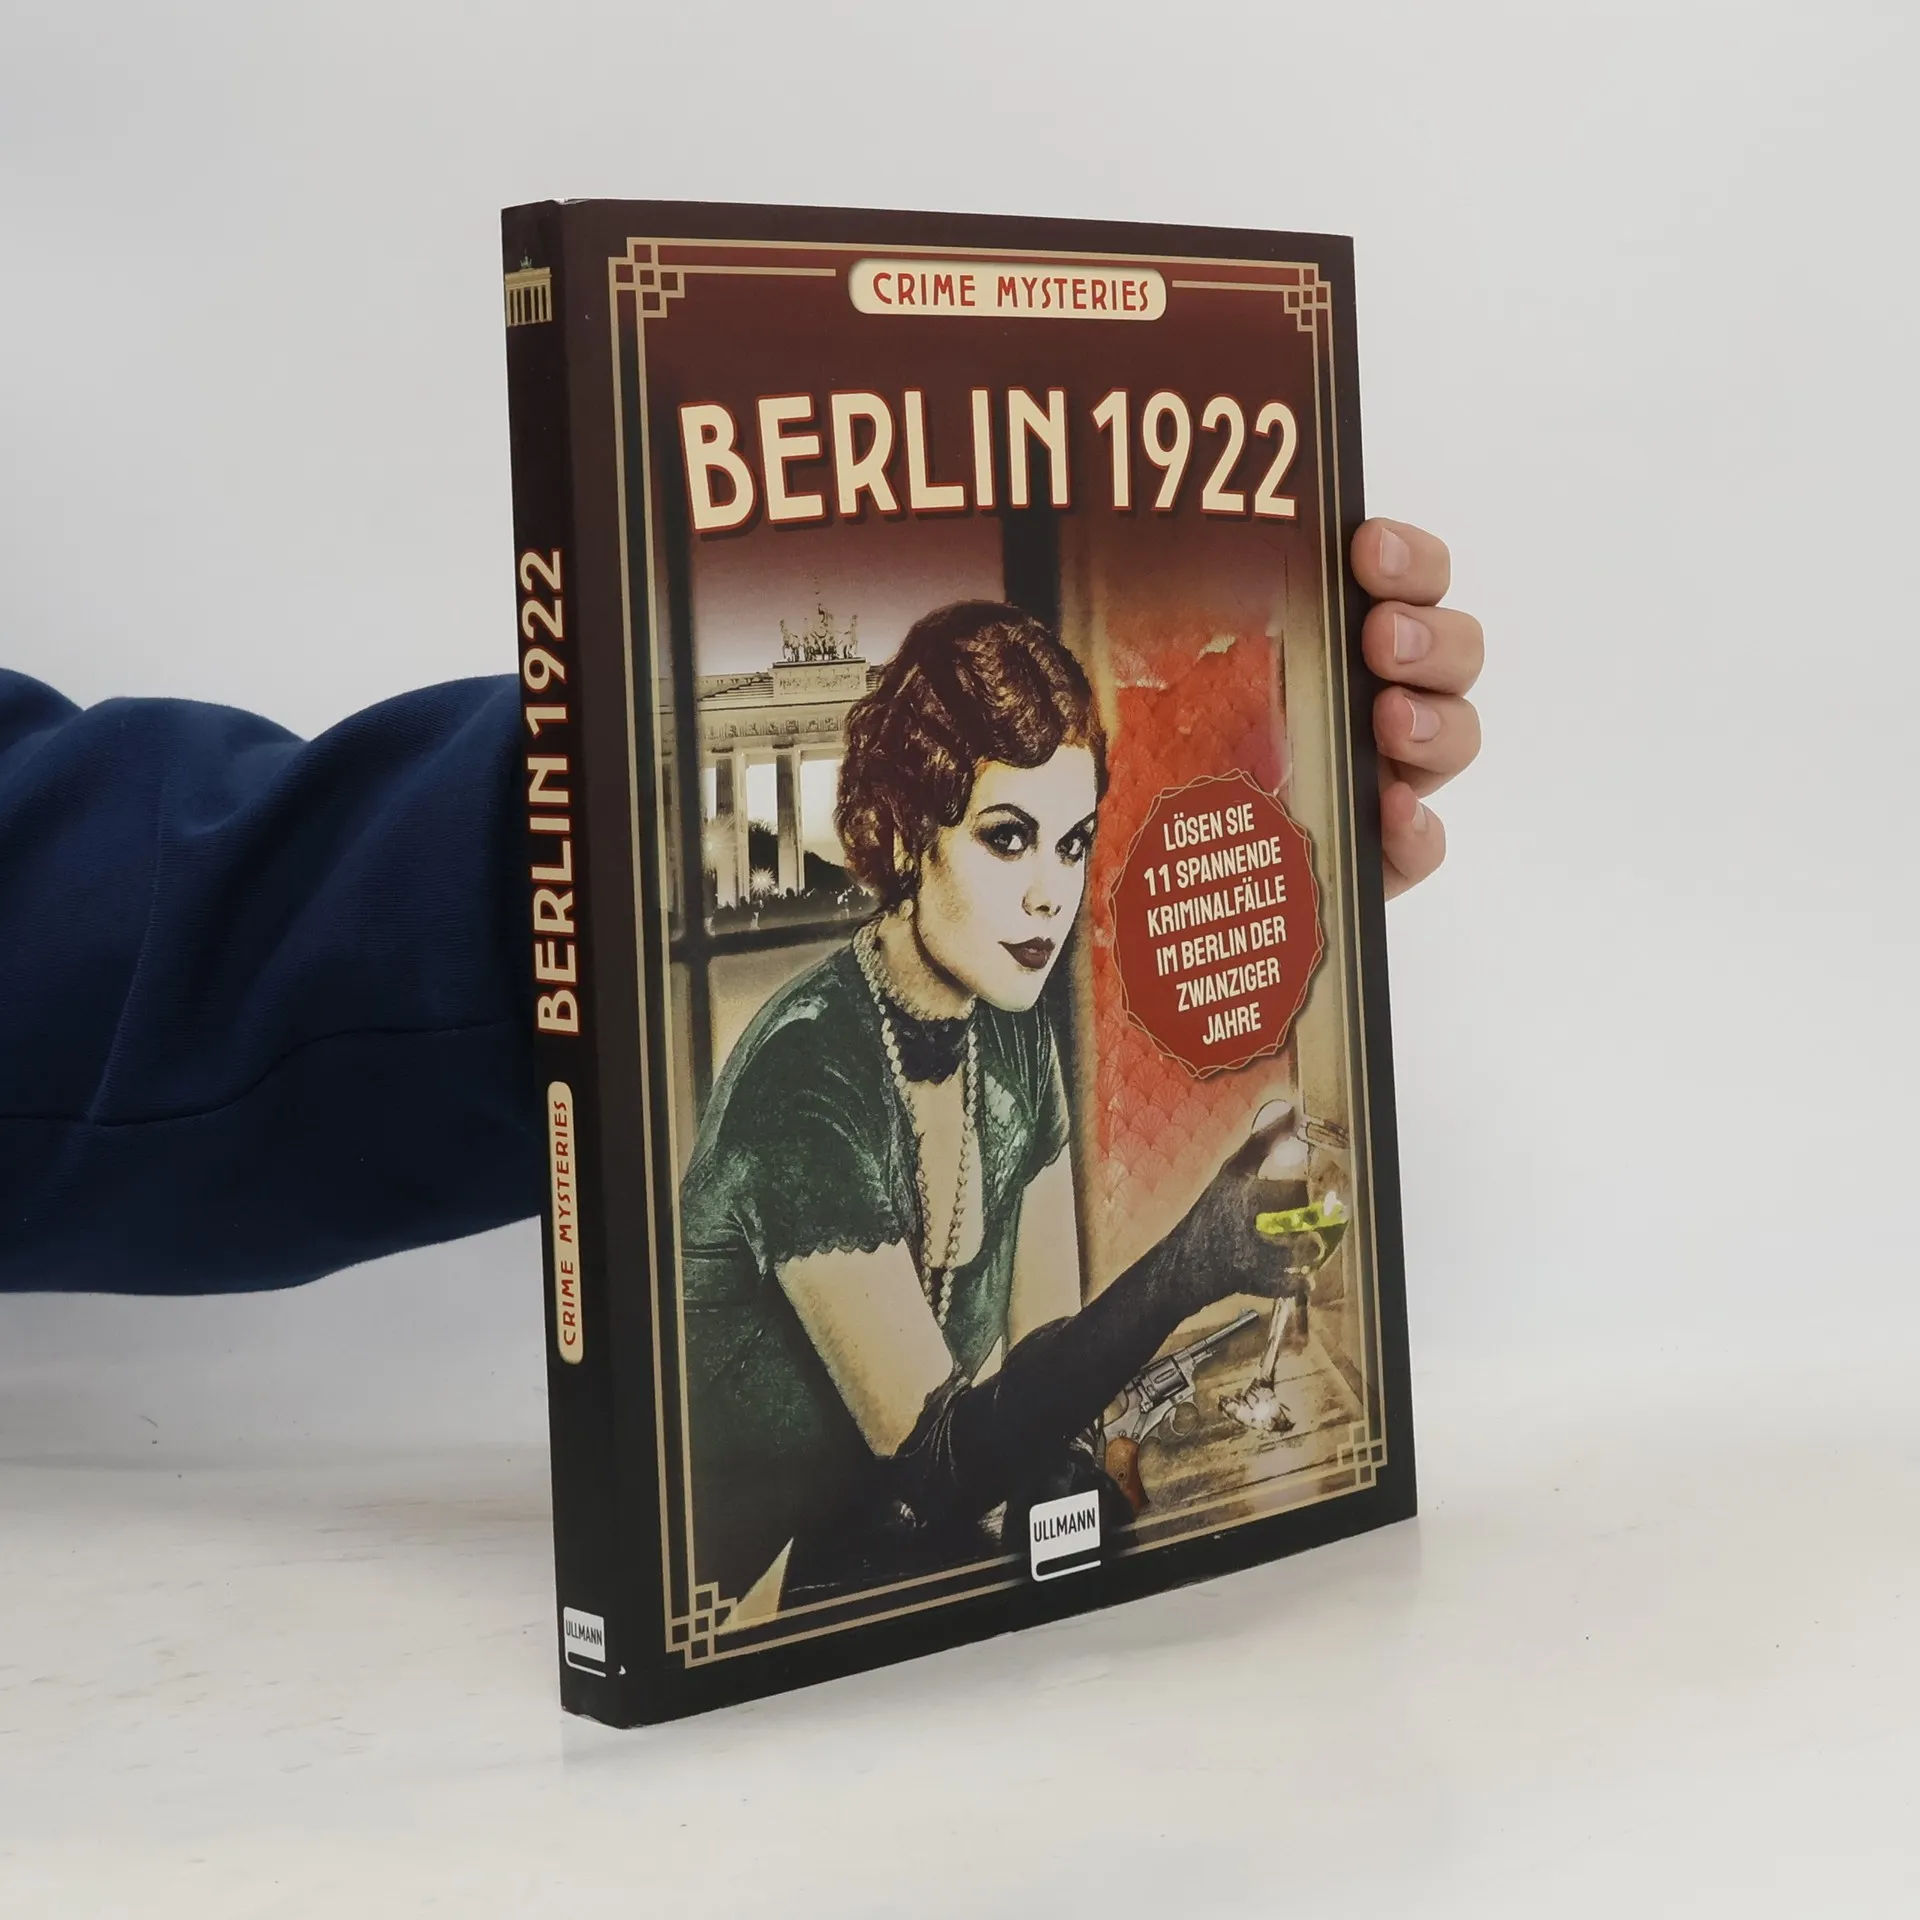 CRIME MYSTERIES
BERLIN 1922
LÖSEN SIE
11 SPANNENDE
KRIMINALFÄLLE
IM BERLIN DER
ZWANZIGER
JAHRE
ULLMANN
BERLIN 1922
CRIME MYSTERIES
ULLMANN